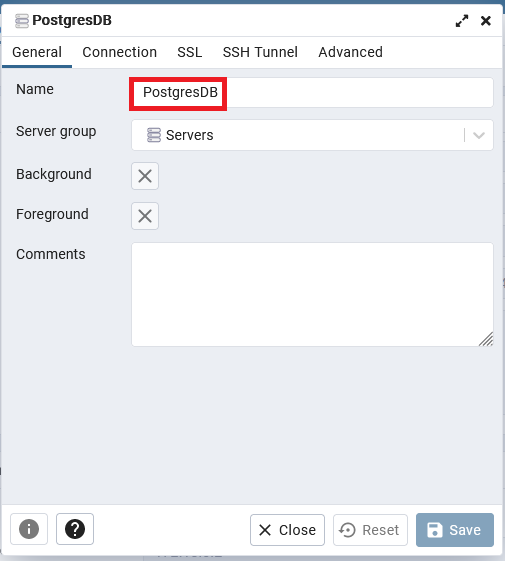 PostgresDB
General Connection SSL SSH Tunnel Advanced
Name PostgresDB
Server group Servers
Background
Foreground
Comments
Close Reset Save